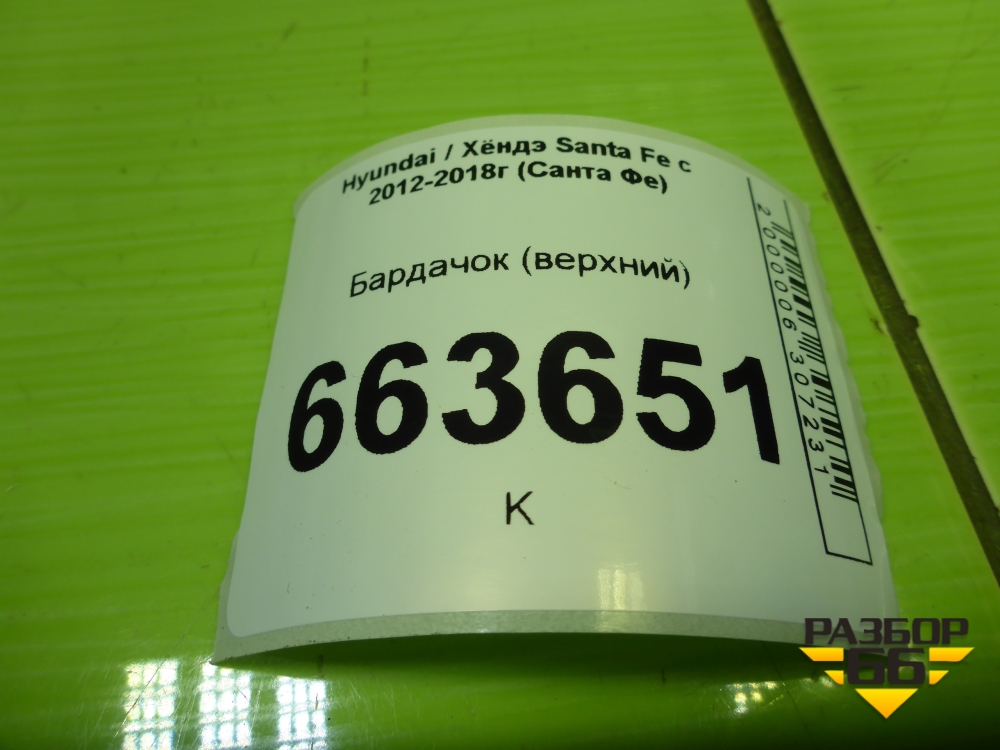 Hyundai / Хёндэ Santa Fe с
2012-2018г (Санта Фе)
Бардачок (верхний)
663651
К
2000006307231
РАЗБОР
66